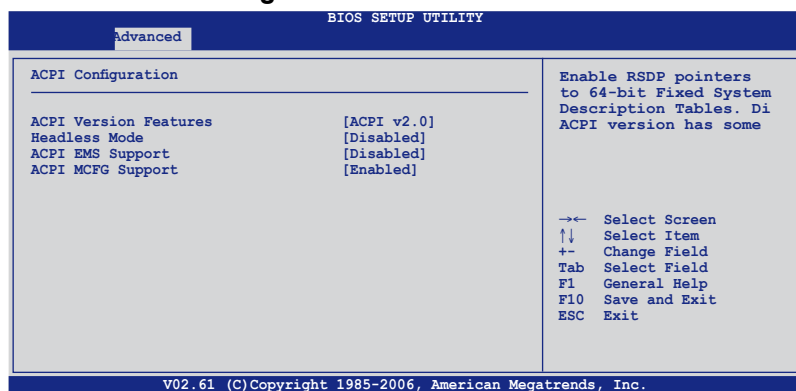 BIOS SETUP UTILITY
Advanced
ACPI Configuration
ACPI Version Features [ACPI v2.0]
Headless Mode [Disabled]
ACPI EMS Support [Disabled]
ACPI MCFG Support [Enabled]
Enable RSDP pointers
to 64-bit Fixed System
Description Tables. Di
ACPI version has some
→← Select Screen
↑↓ Select Item
+- Change Field
Tab Select Field
F1 General Help
F10 Save and Exit
ESC Exit
V02.61 (C)Copyright 1985-2006, American Megatrends, Inc.